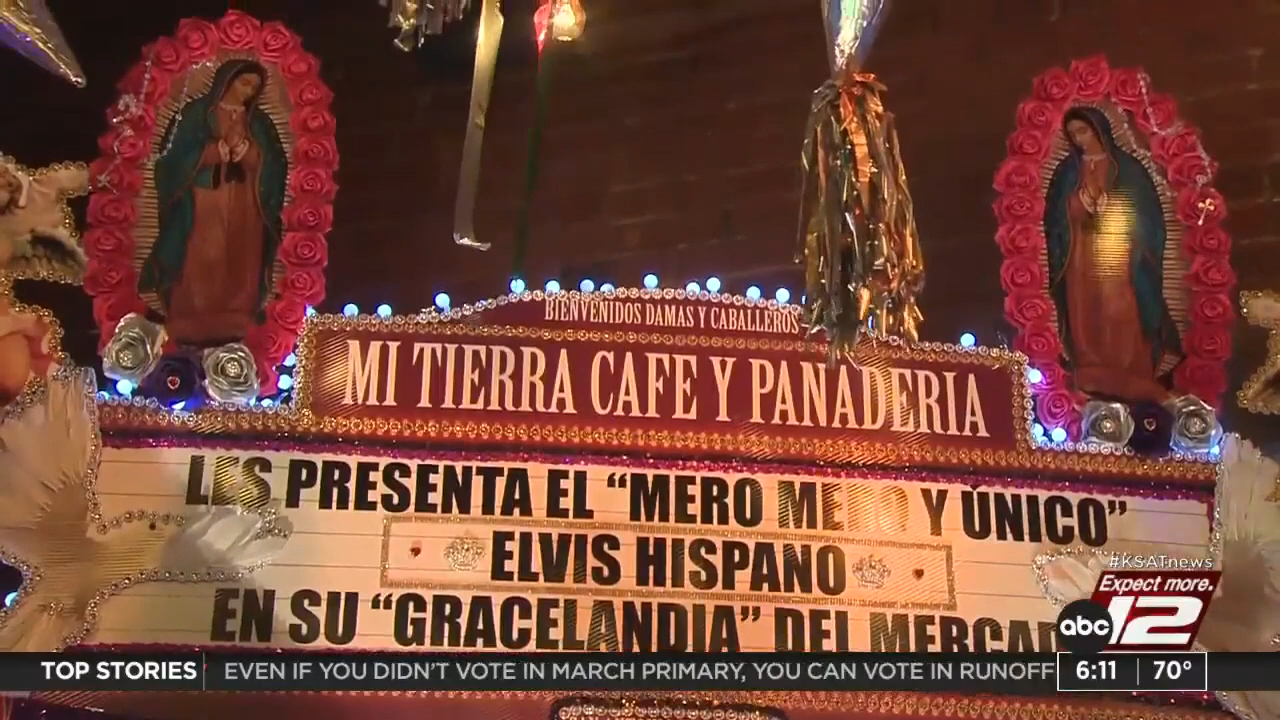 BIENVENIDOS DAMAS Y CABALLEROS
MI TIERRA CAFE Y PANADERIA
LES PRESENTA EL “MERO MERO Y ÚNICO”
ELVIS HISPANO
EN SU “GRACELANDIA” DEL MERCAD
#KSATnews
Expect more.
abc 12
TOP STORIES EVEN IF YOU DIDN’T VOTE IN MARCH PRIMARY, YOU CAN VOTE IN RUNOFF 6:11 70°